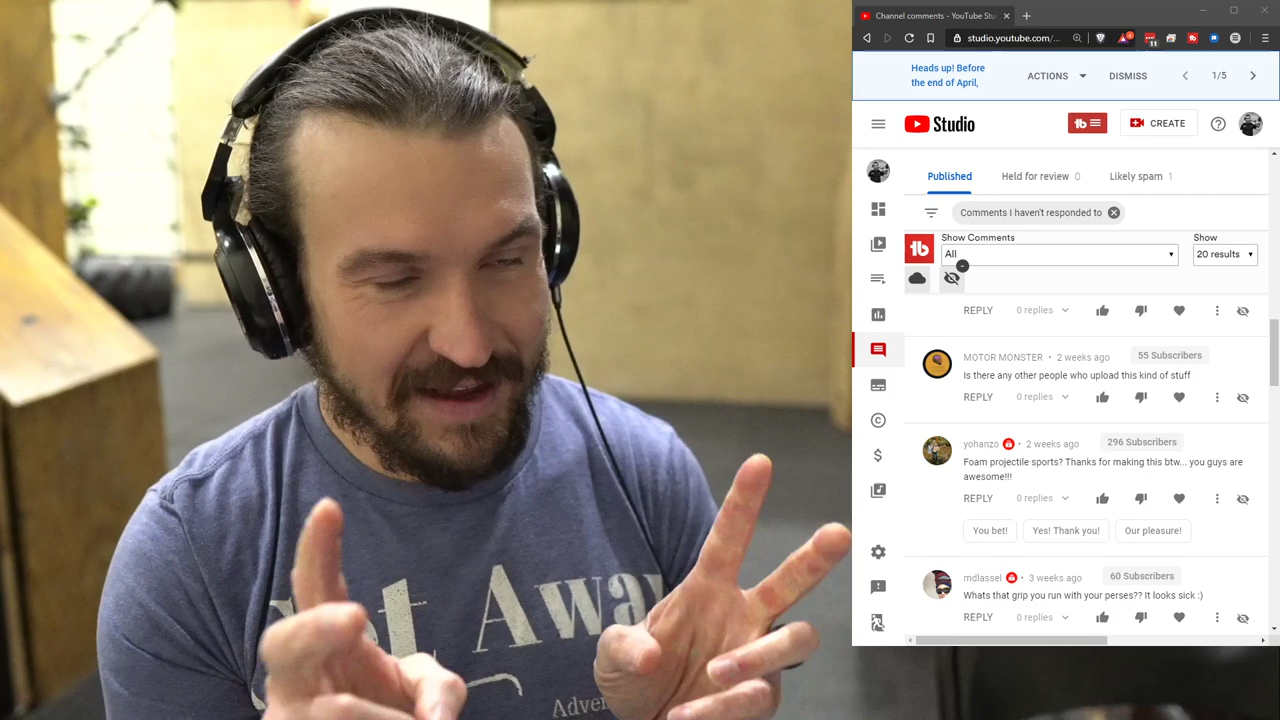 Channel comments - YouTube Stu
studio.youtube.com/...
4
11
Heads up! Before
the end of April,
ACTIONS
DISMISS
1/5
Studio
tb
CREATE
Published
Held for review 0
Likely spam 1
Comments I haven't responded to
tb
Show Comments
All
Show
20 results
REPLY 0 replies
MOTOR MONSTER • 2 weeks ago 55 Subscribers
Is there any other people who upload this kind of stuff
REPLY 0 replies
yohanzo • 2 weeks ago 296 Subscribers
Foam projectile sports? Thanks for making this btw... you guys are
awesome!!!
REPLY 0 replies
You bet! Yes! Thank you! Our pleasure!
mdlassel • 3 weeks ago 60 Subscribers
Whats that grip you run with your perses?? It looks sick :)
REPLY 0 replies
Away